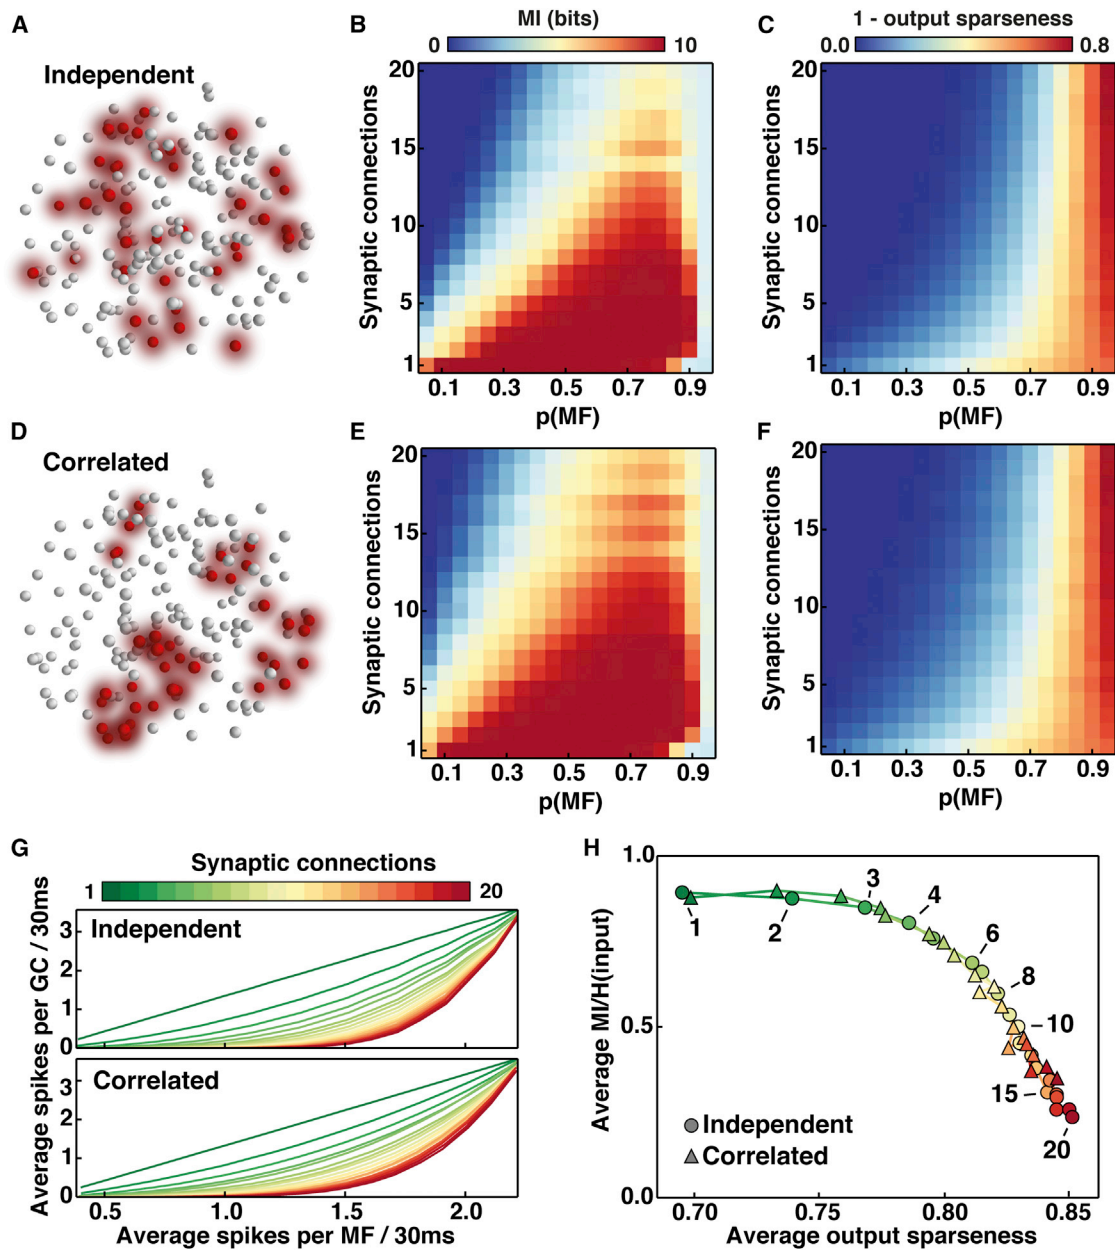 A
B
MI (bits)
C
1 - output sparseness
0
10
0.0
0.8
Independent
20
15
10
5
1
Synaptic connections
0.1 0.3 0.5 0.7 0.9
p(MF)
20
15
10
5
1
Synaptic connections
0.1 0.3 0.5 0.7 0.9
p(MF)
D
Correlated
E
20
15
10
5
1
Synaptic connections
0.1 0.3 0.5 0.7 0.9
p(MF)
F
20
15
10
5
1
Synaptic connections
0.1 0.3 0.5 0.7 0.9
p(MF)
G
Synaptic connections
1
20
Independent
3
2
1
0
Correlated
3
2
1
0
Average spikes per GC / 30ms
0.5 1.0 1.5 2.0
Average spikes per MF / 30ms
H
1.0
0.5
0.0
Average MI/H(input)
1
2
3
4
6
8
10
15
20
Independent
Correlated
0.70 0.75 0.80 0.85
Average output sparseness